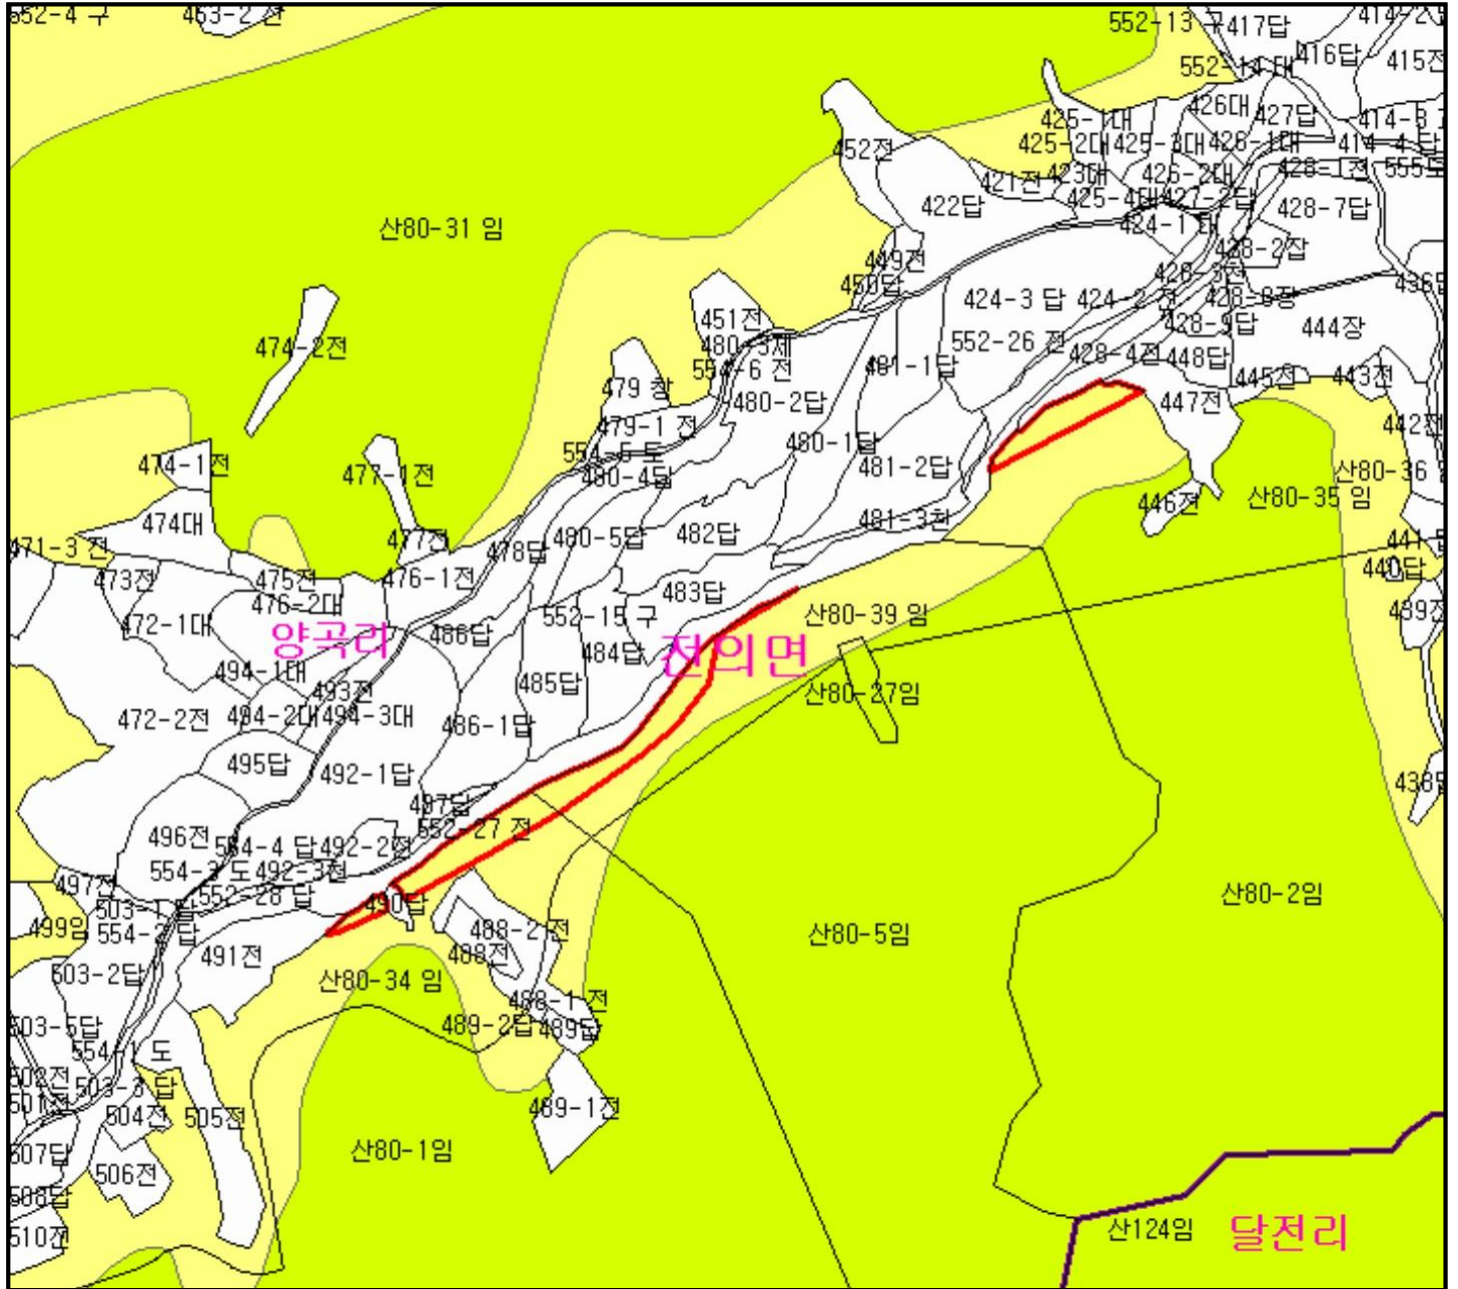 552-4 구
453-2 전
552-13 구
417답
416답
415전
552-14 대
426대
427답
425-1대
425-2대
425-3대
426-1대
414-4 답
452전
421전
423대
426-2대
428-1전
555도
425-4대
427-2답
422답
428-7답
산80-31 임
424-1 대
428-2잡
449전
450답
428-3전
424-3 답
424-2 전
428-8장
451전
428-9답
444장
480-3제
552-26 전
474-2전
554-6 전
481-1답
428-4전
448답
445전
443전
479 창
480-2답
447전
479-1 전
442전
480-1답
474-1전
477-1전
480-4답
481-2답
산80-36
446전
산80-35 임
474대
481-3천
477전
478답
480-5답
482답
471-3 전
473전
475전
476-1전
440답
483답
476-2대
472-1대
552-15 구
산80-39 임
양곡리
486답
484답
전의면
494-1대
493전
485답
산80-27임
472-2전
494-2대
494-3대
486-1답
495답
492-1답
487답
496전
554-4 답
492-2전
552-27 전
554-3 도
492-3천
497전
552-28 답
산80-2임
503-1 답
490답
499임
554-2 답
488-2 전
산80-5임
491전
488전
503-2답
산80-34 임
488-1 전
503-5답
489-2답
489답
554-1 도
502전
503-3 답
501전
504전
505전
489-1전
507답
산80-1임
506전
508답
510전
산124임
달전리